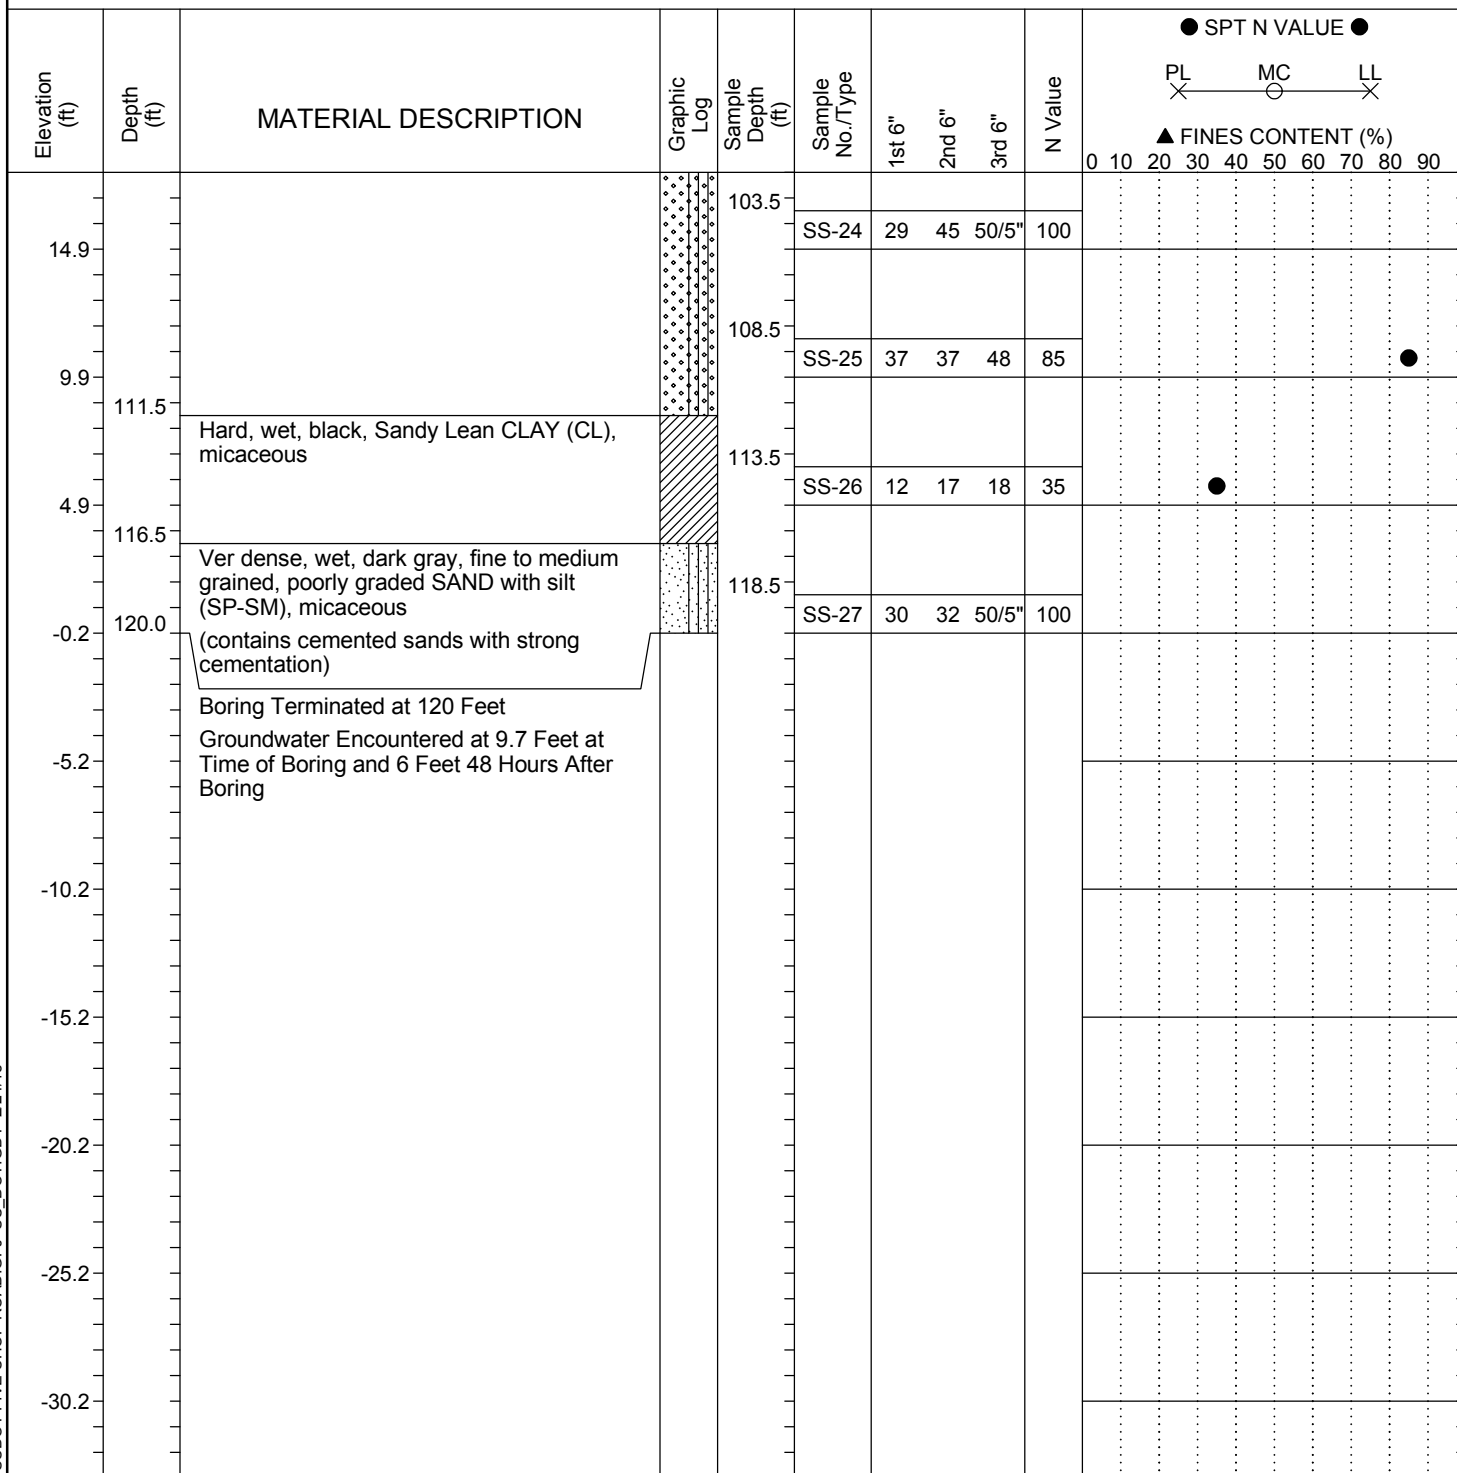 ● SPT N VALUE ●
PL MC LL
▲ FINES CONTENT (%)
0 10 20 30 40 50 60 70 80 90
Elevation (ft)
Depth (ft)
MATERIAL DESCRIPTION
Graphic Log
Sample Depth (ft)
Sample No./Type
1st 6"
2nd 6"
3rd 6"
N Value
103.5
SS-24 29 45 50/5" 100
14.9
108.5
SS-25 37 37 48 85
9.9
111.5
Hard, wet, black, Sandy Lean CLAY (CL),
micaceous
113.5
SS-26 12 17 18 35
4.9
116.5
Ver dense, wet, dark gray, fine to medium
grained, poorly graded SAND with silt
(SP-SM), micaceous
118.5
SS-27 30 32 50/5" 100
120.0
-0.2
(contains cemented sands with strong
cementation)
Boring Terminated at 120 Feet
Groundwater Encountered at 9.7 Feet at
Time of Boring and 6 Feet 48 Hours After
Boring
-5.2
-10.2
-15.2
-20.2
-25.2
-30.2